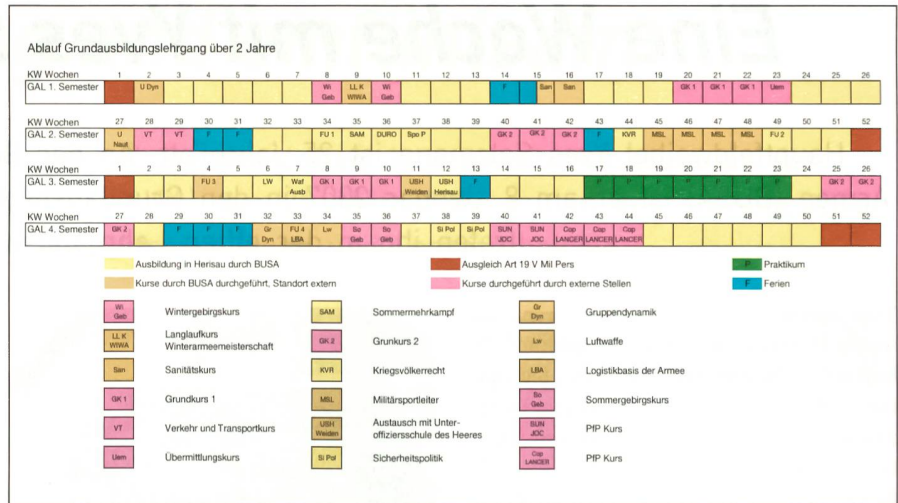 Ablauf Grundausbildungslehrgang über 2 Jahre
KW Wochen 1 2 3 4 5 6 7 8 9 10 11 12 13 14 15 16 17 18 19 20 21 22 23 24 25 26
GAL 1. Semester U Dyn Wi Geb LL K WIWA Wi Geb F F San San GK 1 GK 1 GK 1 Uem
KW Wochen 27 28 29 30 31 32 33 34 35 36 37 38 39 40 41 42 43 44 45 46 47 48 49 50 51 52
GAL 2. Semester U Naut VT VT F F FU 1 SAM DURO Spo P GK 2 GK 2 GK 2 F KVR MSL MSL MSL MSL FU 2
KW Wochen 1 2 3 4 5 6 7 8 9 10 11 12 13 14 15 16 17 18 19 20 21 22 23 24 25 26
GAL 3. Semester FU 3 LW Waf Ausb GK 1 GK 1 GK 1 USH Weiden USH Herisau F P P P P P P P GK 2 GK 2
KW Wochen 27 28 29 30 31 32 33 34 35 36 37 38 39 40 41 42 43 44 45 46 47 48 49 50 51 52
GAL 4. Semester GK 2 F F F Gr Dyn FU 4 LBA Lw So Geb So Geb Si Pol Si Pol SUN JOC SUN JOC Cop LANCER Cop LANCER Cop LANCER
Ausbildung in Herisau durch BUSA Ausgleich Art 19 V Mil Pers P Praktikum
Kurse durch BUSA durchgeführt, Standort extern Kurse durchgeführt durch externe Stellen F Ferien
Wi Geb Wintergebirgskurs SAM Sommermehrkampf Gr Dyn Gruppendynamik
LL K WIWA Langlaufkurs Winterarmeemeisterschaft GK 2 Grunkurs 2 Lw Luftwaffe
San Sanitätskurs KVR Kriegsvölkerrecht LBA Logistikbasis der Armee
GK 1 Grundkurs 1 MSL Militärsportleiter So Geb Sommergebirgskurs
VT Verkehr und Transportkurs USH Weiden Austausch mit Unter-
offiziersschule des Heeres SUN JOC PfP Kurs
Uem Übermittlungskurs Si Pol Sicherheitspolitik Cop LANCER PfP Kurs